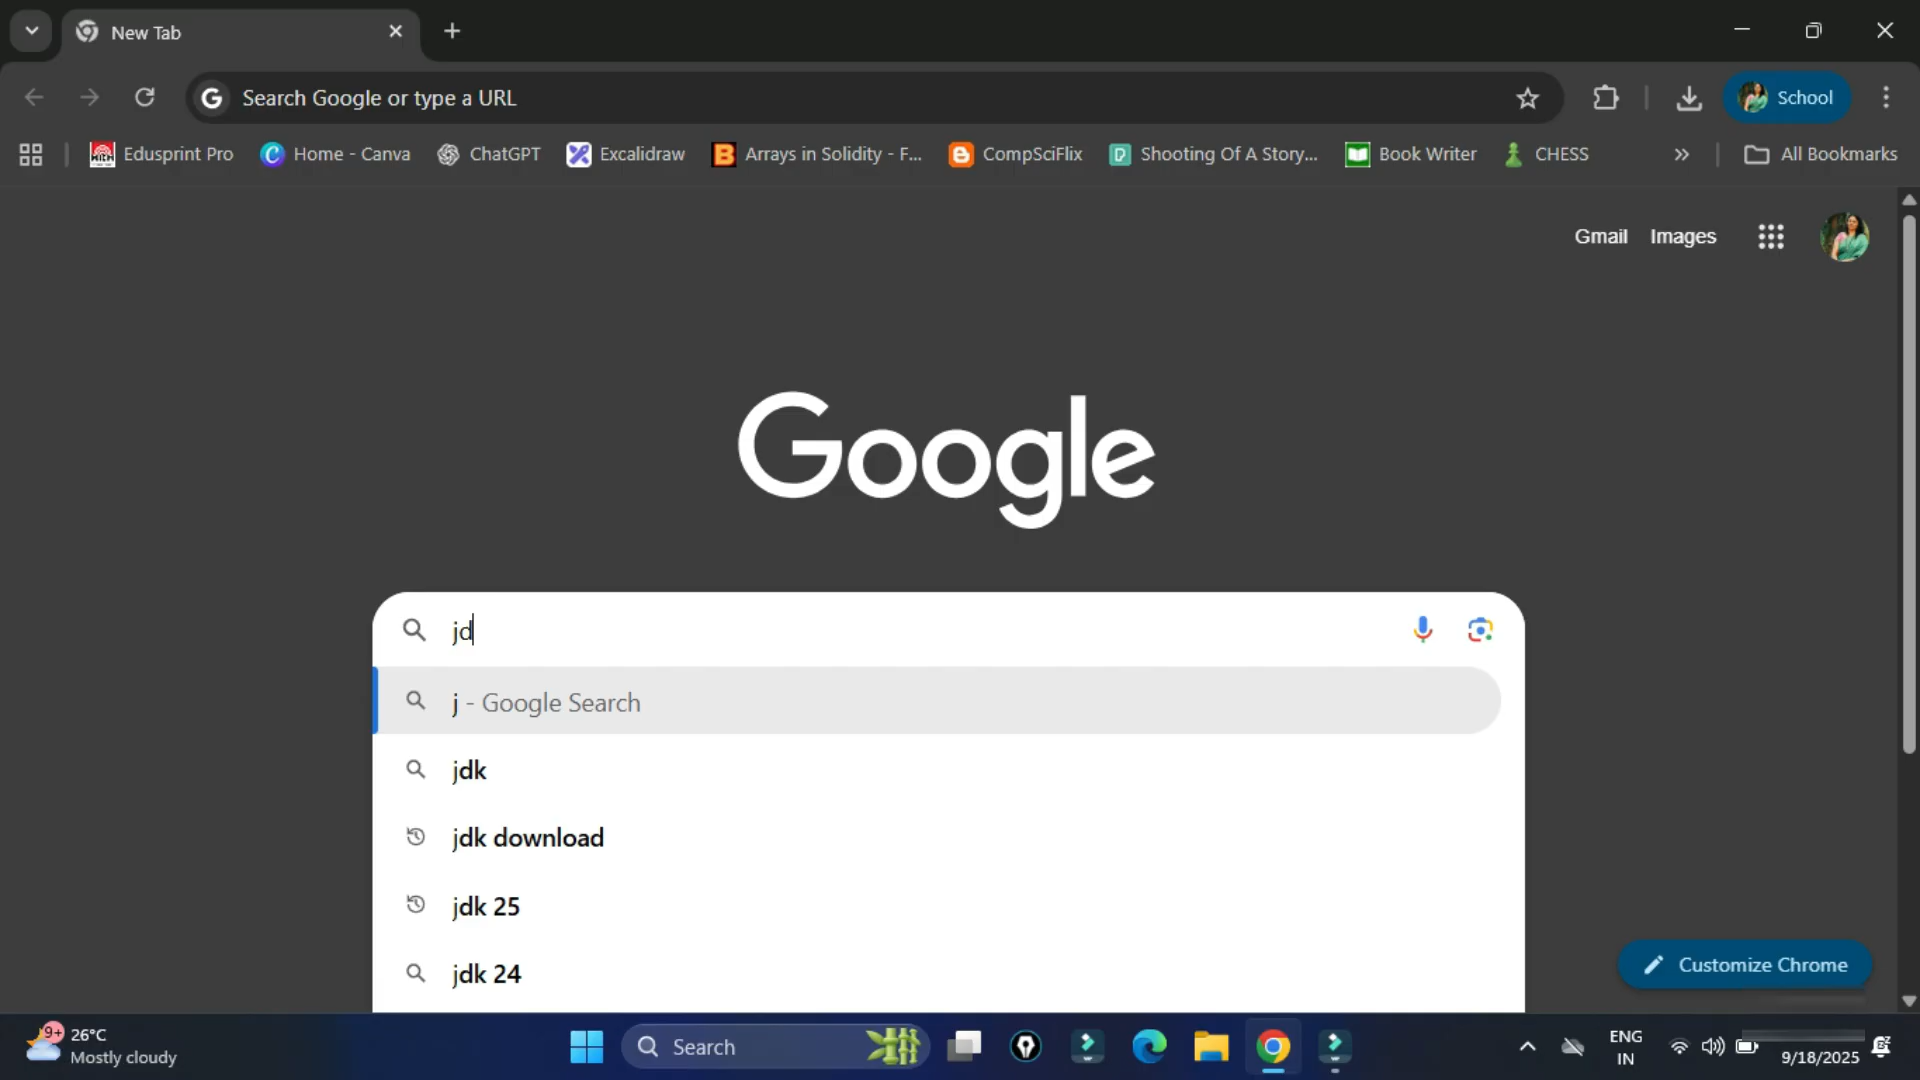 New Tab
Search Google or type a URL
School
Edusprint Pro
Home - Canva
ChatGPT
Excalidraw
Arrays in Solidity - F...
CompSciFlix
Shooting Of A Story...
Book Writer
CHESS
All Bookmarks
Gmail Images
Google
jd
j - Google Search
jdk
jdk download
jdk 25
jdk 24
Customize Chrome
9+
26°C
Mostly cloudy
Search
ENG
IN
9/18/2025